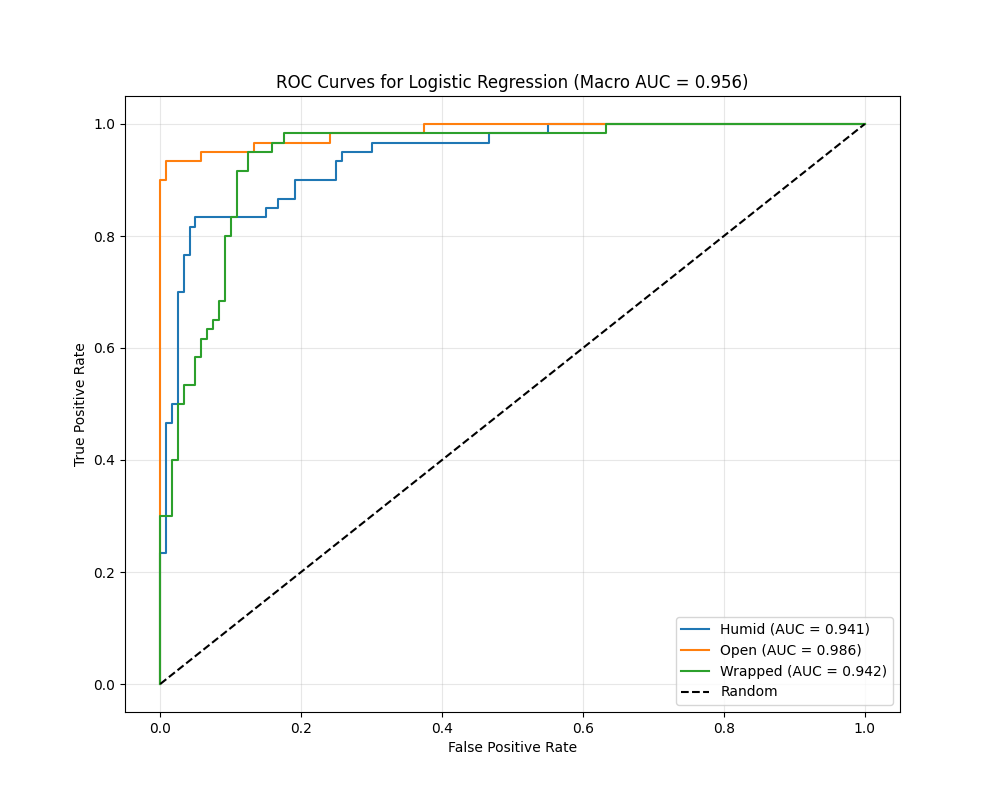 ROC Curves for Logistic Regression (Macro AUC = 0.956)
True Positive Rate
1.0
0.8
0.6
0.4
0.2
0.0
0.0 0.2 0.4 0.6 0.8 1.0
False Positive Rate
Humid (AUC = 0.941)
Open (AUC = 0.986)
Wrapped (AUC = 0.942)
Random